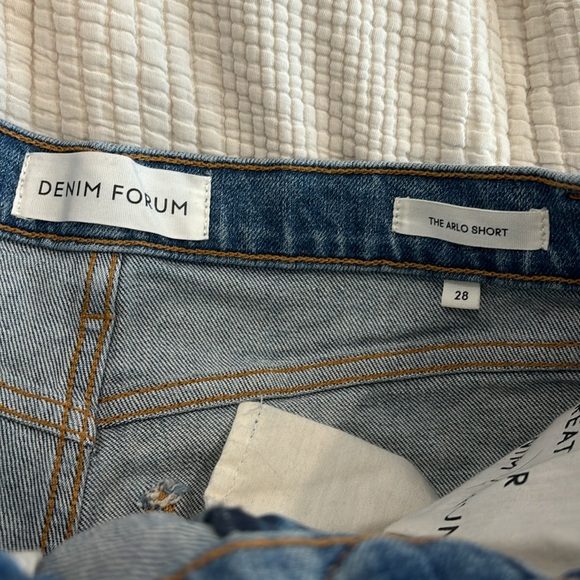 DENIM FORUM
THE ARLO SHORT
28